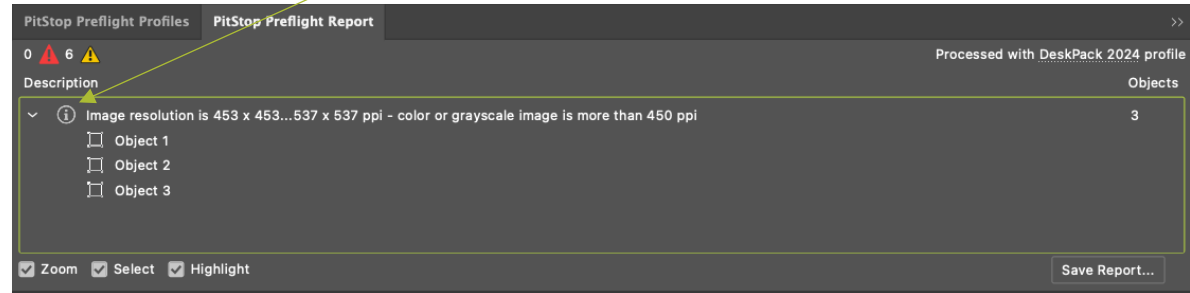 PitStop Preflight Profiles PitStop Preflight Report
0 6 Processed with DeskPack 2024 profile
Description Objects
Image resolution is 453 x 453...537 x 537 ppi - color or grayscale image is more than 450 ppi 3
Object 1
Object 2
Object 3
Zoom Select Highlight Save Report...